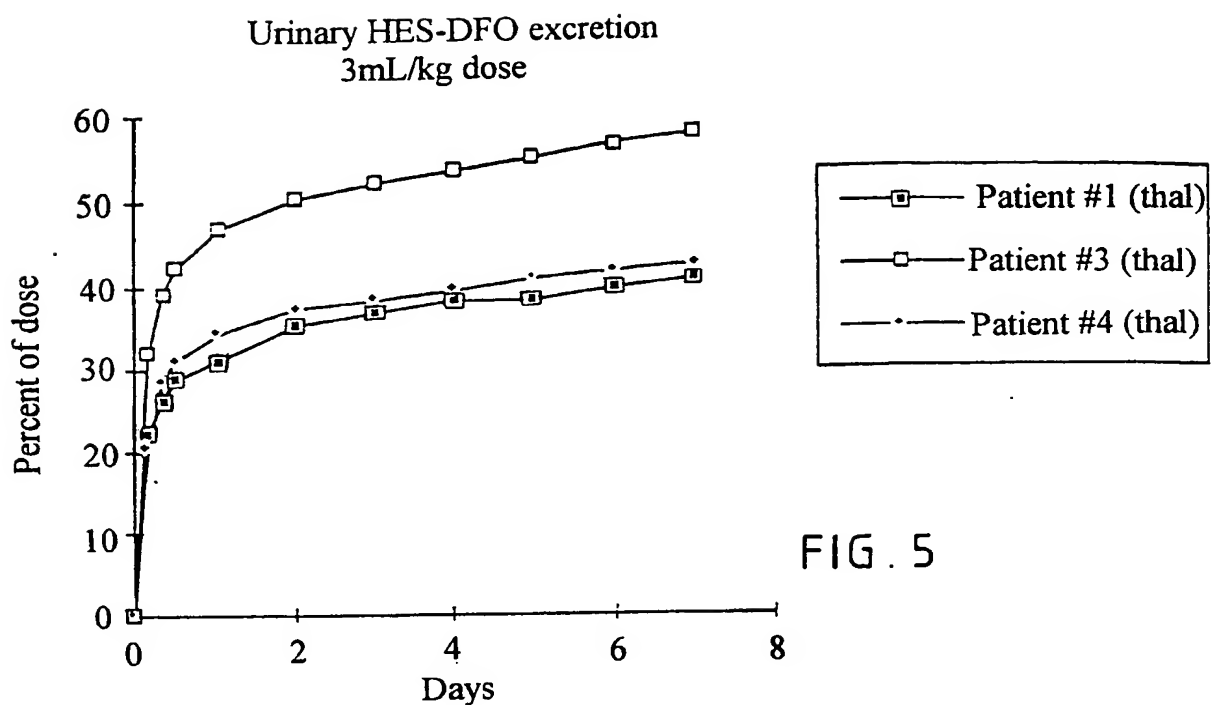 Urinary HES-DFO excretion
3mL/kg dose
60
50
40
30
20
10
0
Percent of dose
0 2 4 6 8
Days
Patient #1 (thal)
Patient #3 (thal)
Patient #4 (thal)
FIG. 5